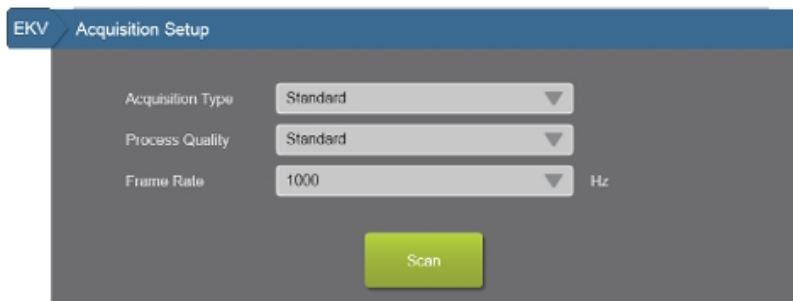 EKV Acquisition Setup
Acquisition Type Standard
Process Quality Standard
Frame Rate 1000 Hz
Scan